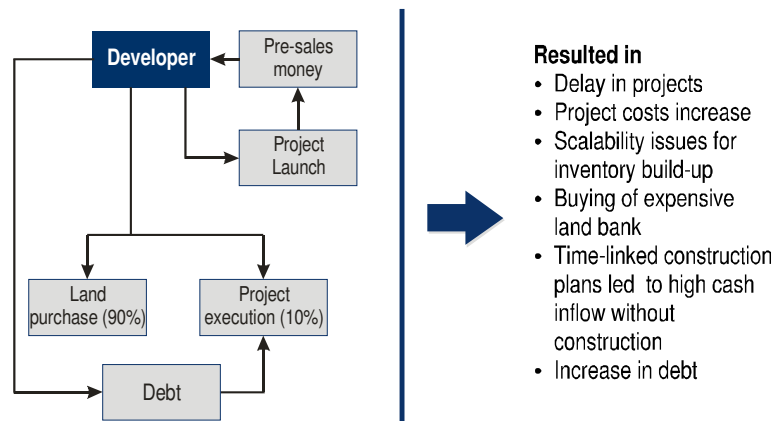 Developer
Pre-sales
money
Project
Launch
Land
purchase (90%)
Project
execution (10%)
Debt
Resulted in
• Delay in projects
• Project costs increase
• Scalability issues for
inventory build-up
• Buying of expensive
land bank
• Time-linked construction
plans led to high cash
inflow without
construction
• Increase in debt